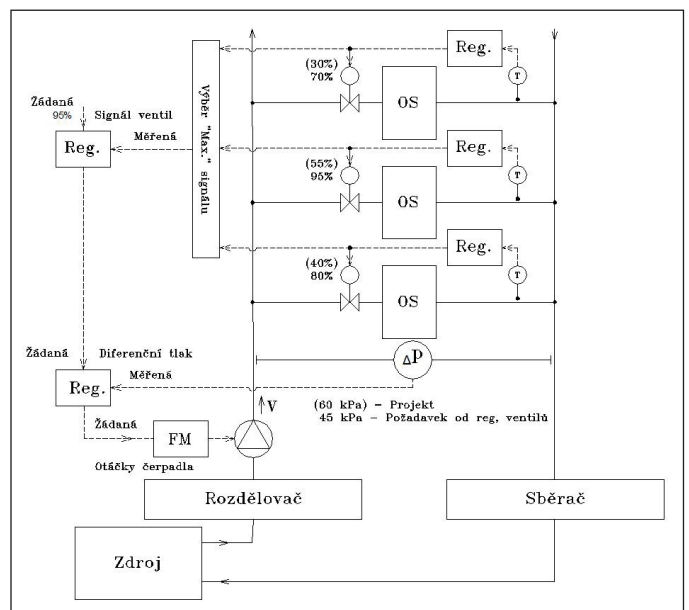 Reg.
(30%)
70%
T
OS
Výběr "Max." signálu
Žádaná
95%
Signál ventil
Měřená
Reg.
Reg.
(55%)
95%
T
OS
Reg.
(40%)
80%
T
OS
Žádaná
Diferenční tlak
Měřená
ΔP
Reg.
V
(60 kPa) – Projekt
45 kPa – Požadavek od reg, ventilů
Žádaná
FM
Otáčky čerpadla
Rozdělovač
Sběrač
Zdroj